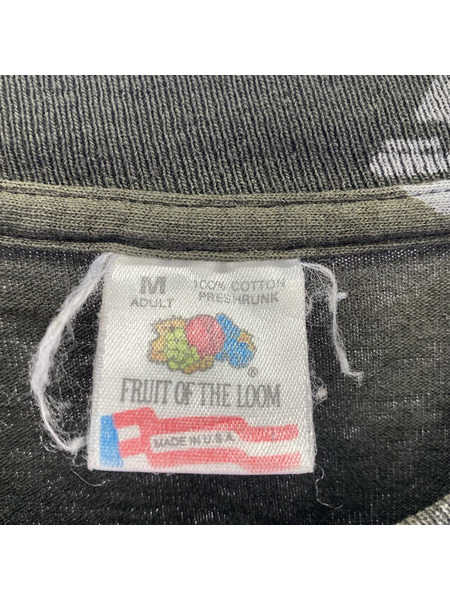 M 100% COTTON
ADULT PRESHRUNK
®
FRUIT OF THE LOOM
MADE IN U.S.A.